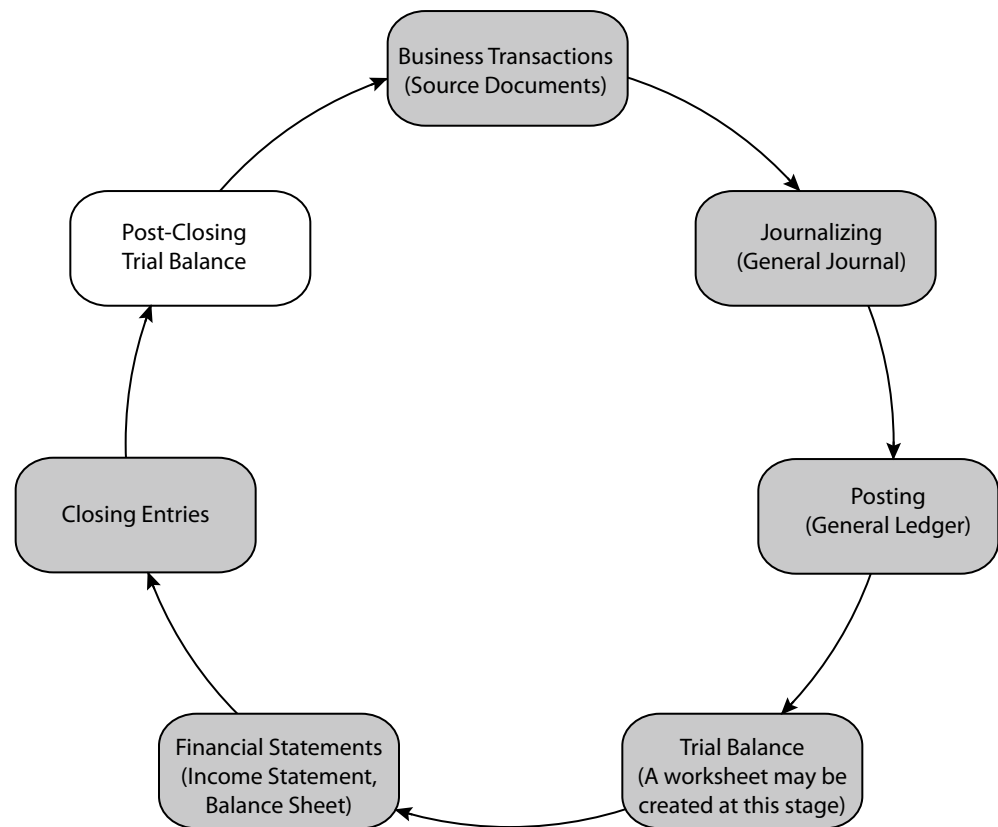 Business Transactions
(Source Documents)
Journalizing
(General Journal)
Posting
(General Ledger)
Trial Balance
(A worksheet may be
created at this stage)
Financial Statements
(Income Statement,
Balance Sheet)
Closing Entries
Post-Closing
Trial Balance